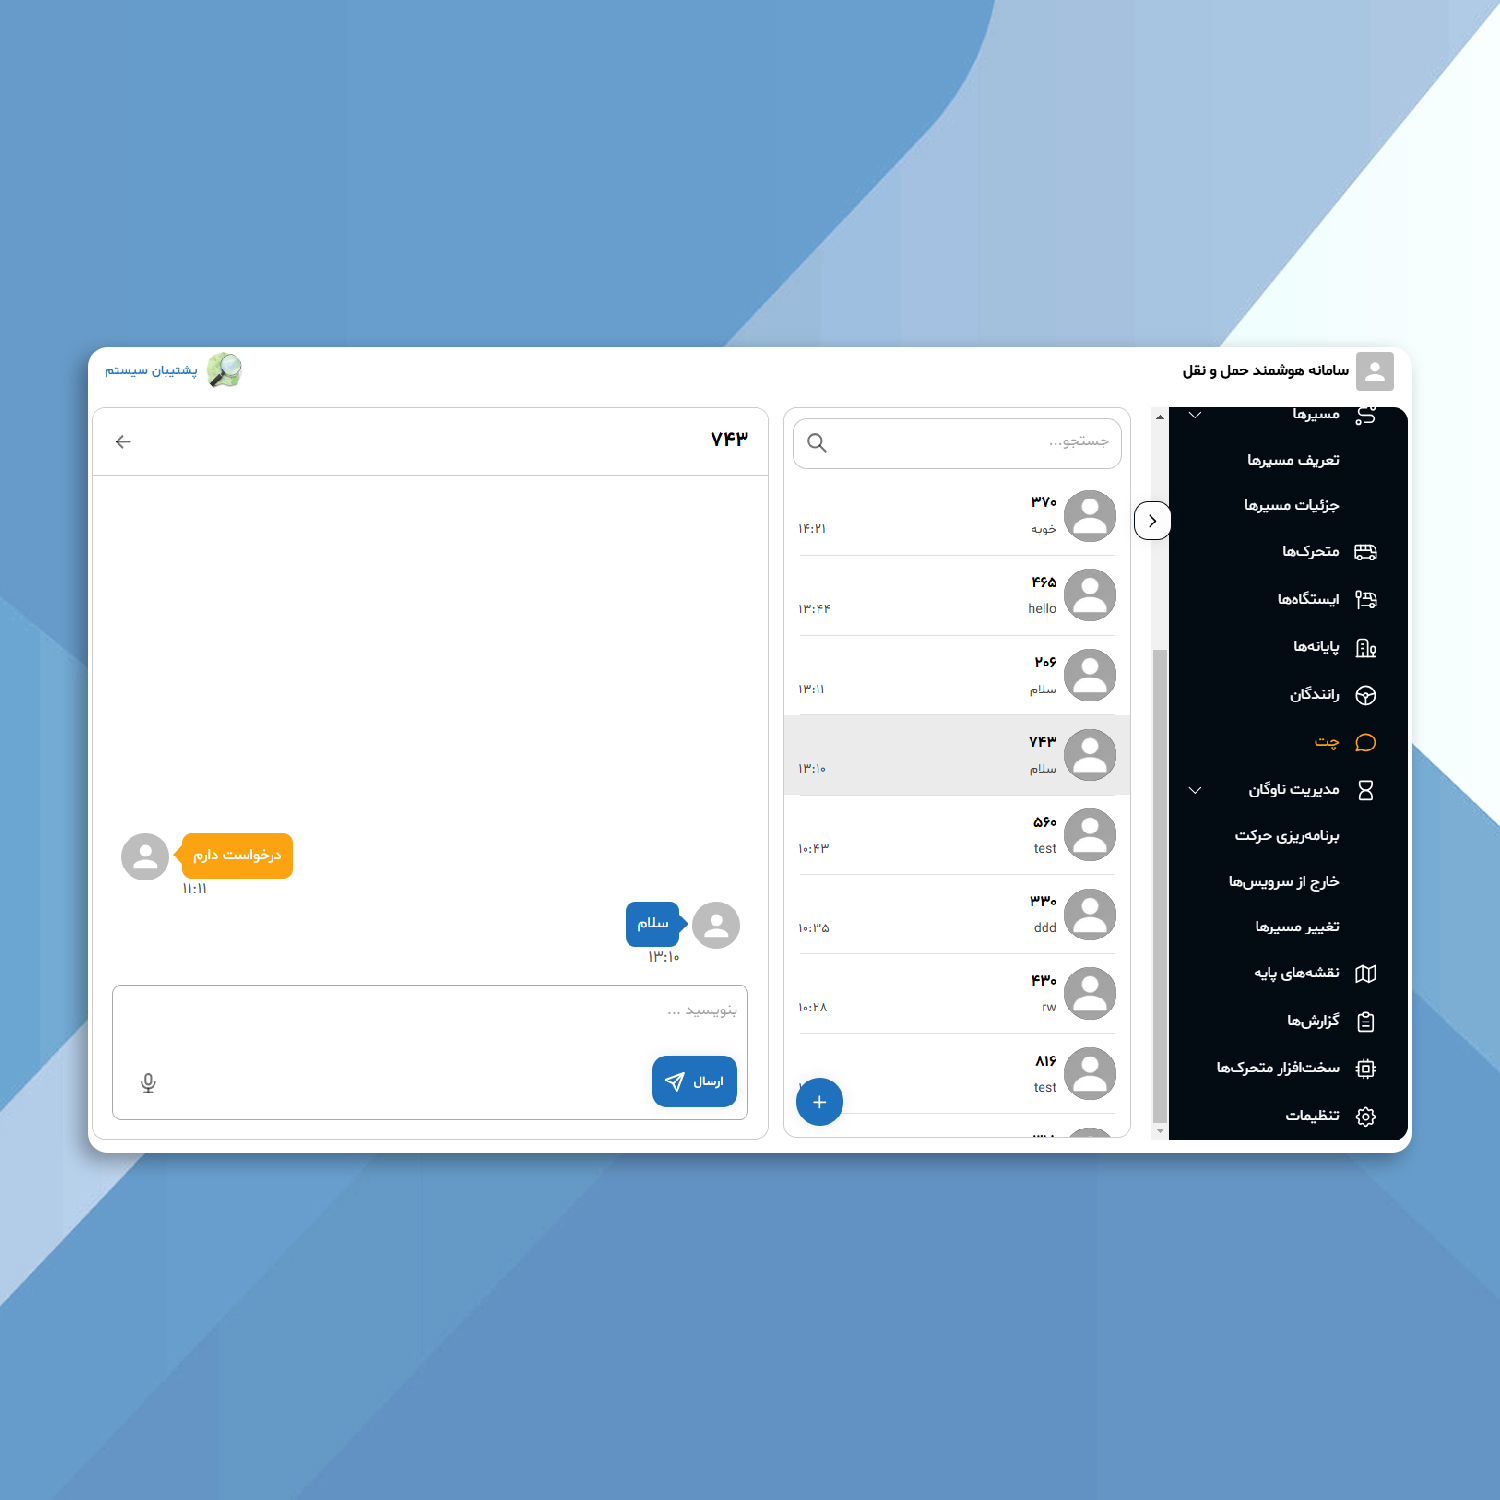 سامانه هوشمند حمل و نقل
پشتیبان سیستم
مسیرها
تعریف مسیرها
جزئیات مسیرها
متحرک‌ها
ایستگاه‌ها
پایانه‌ها
رانندگان
چت
مدیریت ناوگان
برنامه‌ریزی حرکت
خارج از سرویس‌ها
تغییر مسیرها
نقشه‌های پایه
گزارش‌ها
سخت‌افزار متحرک‌ها
تنظیمات
جستجو...
۳۷۰
خوبه
۱۴:۲۱
۴۶۵
hello
۱۳:۴۴
۲۰۶
سلام
۱۳:۱۱
۷۴۳
سلام
۱۳:۱۰
۵۶۰
test
۱۰:۴۳
۳۳۰
ddd
۱۰:۳۵
۴۳۰
rw
۱۰:۲۸
۸۱۶
test
۷۴۳
درخواست دارم
۱۱:۱۱
سلام
۱۳:۱۰
بنویسید ...
ارسال